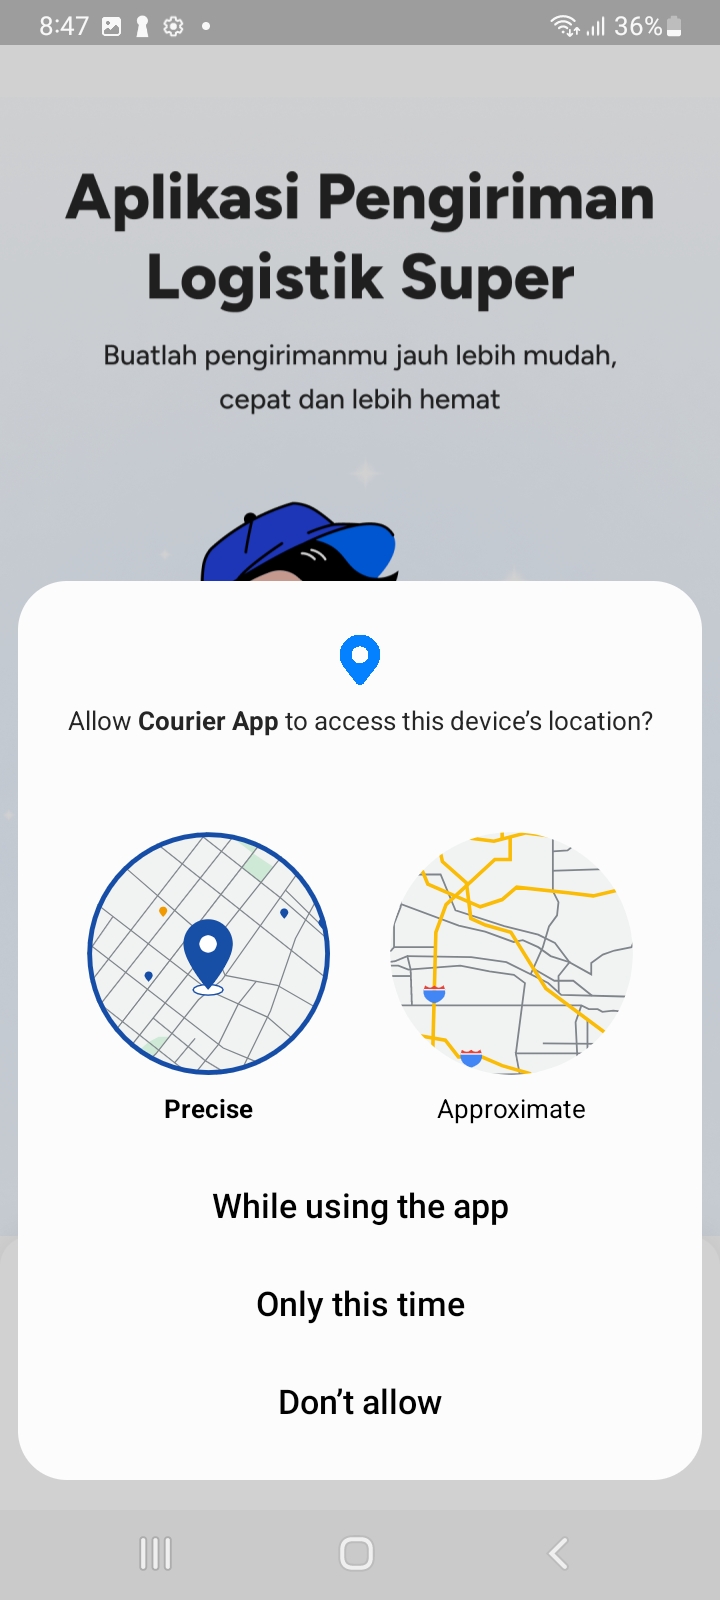 8:47 36%
Aplikasi Pengiriman
Logistik Super
Buatlah pengirimanmu jauh lebih mudah,
cepat dan lebih hemat
Allow Courier App to access this device’s location?
Precise Approximate
While using the app
Only this time
Don’t allow